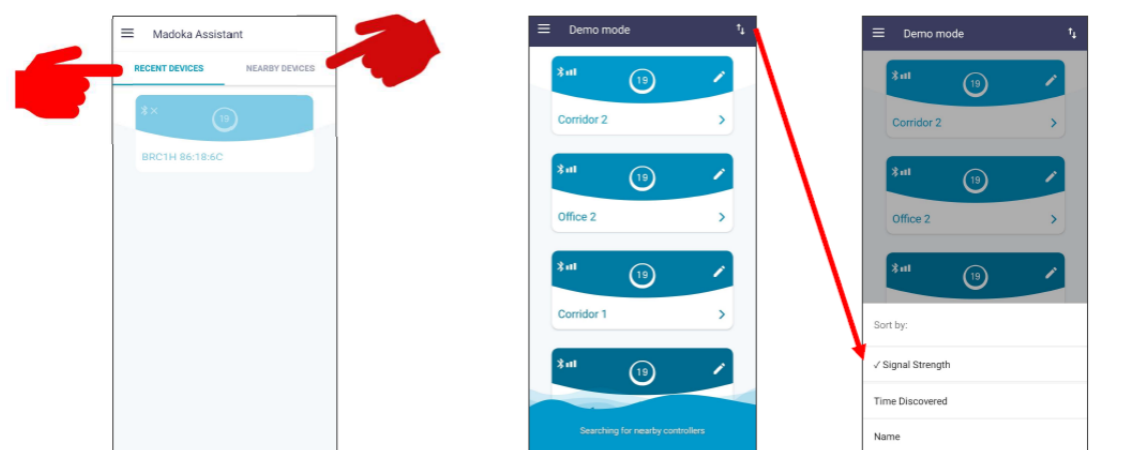 Madoka Assistant
RECENT DEVICES NEARBY DEVICES
19
BRC1H 86:18:6C
Demo mode
19
Corridor 2
19
Office 2
19
Corridor 1
19
Searching for nearby controllers
Demo mode
19
Corridor 2
19
Office 2
19
Sort by:
✓ Signal Strength
Time Discovered
Name